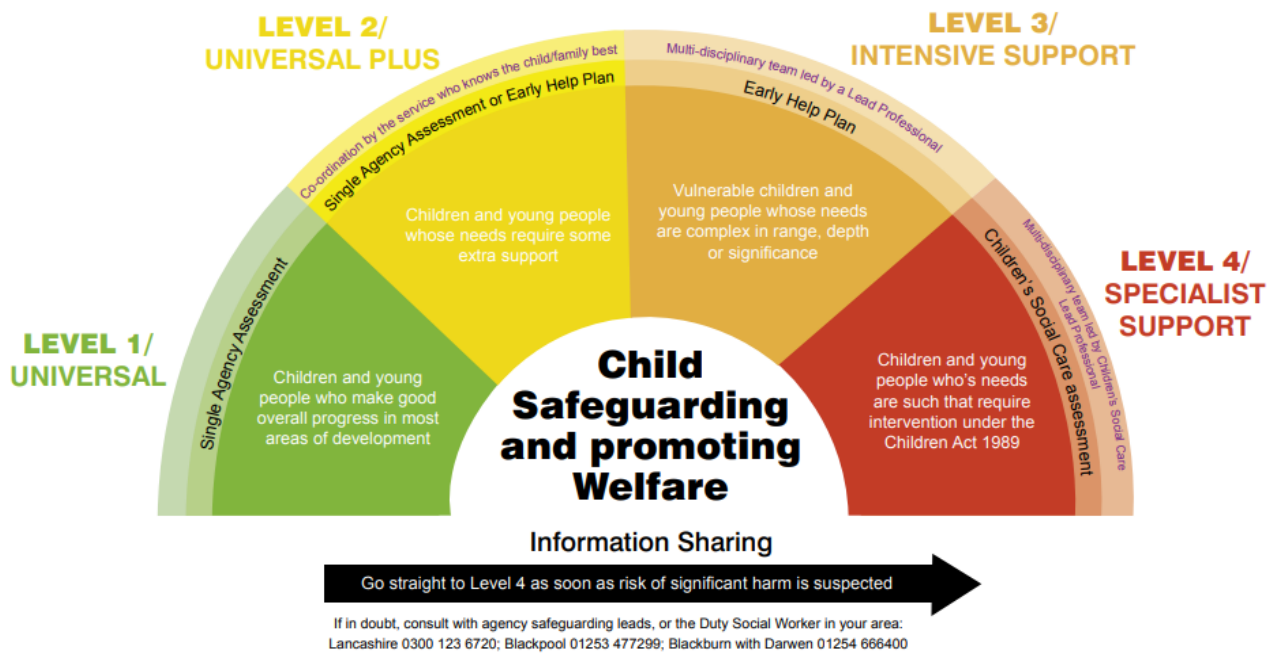 LEVEL 1/
UNIVERSAL
Single Agency Assessment
Children and young
people who make good
overall progress in most
areas of development
LEVEL 2/
UNIVERSAL PLUS
Co-ordination by the service who knows the child/family best
Single Agency Assessment or Early Help Plan
Children and young people
whose needs require some
extra support
LEVEL 3/
INTENSIVE SUPPORT
Multi-disciplinary team led by a Lead Professional
Early Help Plan
Vulnerable children and
young people whose needs
are complex in range, depth
or significance
LEVEL 4/
SPECIALIST
SUPPORT
Multi-disciplinary team led by Children's Social Care
Lead Professional
Children's Social Care assessment
Children and young
people who's needs
are such that require
intervention under the
Children Act 1989
Child
Safeguarding
and promoting
Welfare
Information Sharing
Go straight to Level 4 as soon as risk of significant harm is suspected
If in doubt, consult with agency safeguarding leads, or the Duty Social Worker in your area:
Lancashire 0300 123 6720; Blackpool 01253 477299; Blackburn with Darwen 01254 666400